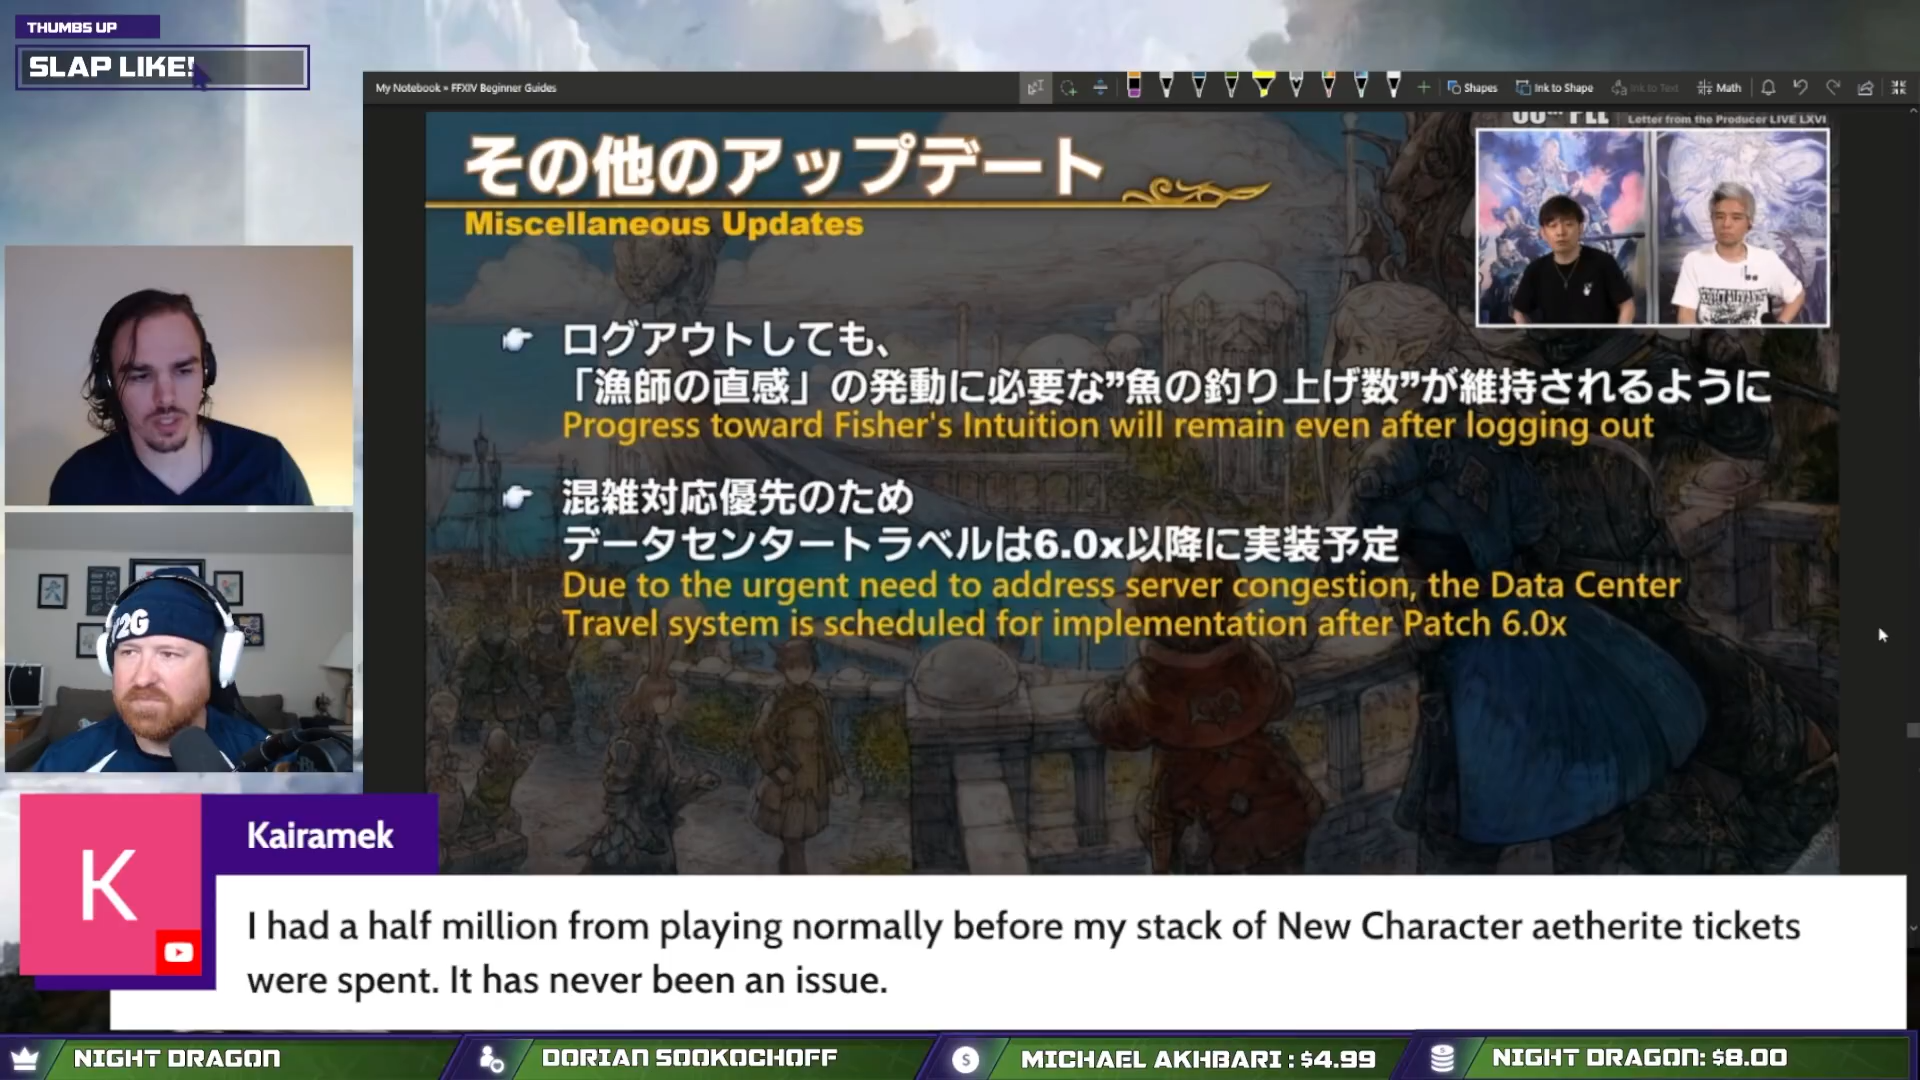 THUMBS UP
SLAP LIKE!
My Notebook » FFXIV Beginner Guides
Shapes
Ink to Shape
Ink to Text
Math
Letter from the Producer LIVE LXVI
その他のアップデート
Miscellaneous Updates
ログアウトしても、
「漁師の直感」の発動に必要な”魚の釣り上げ数”が維持されるように
Progress toward Fisher's Intuition will remain even after logging out
混雑対応優先のため
データセンタートラベルは6.0x以降に実装予定
Due to the urgent need to address server congestion, the Data Center
Travel system is scheduled for implementation after Patch 6.0x
K
Kairamek
I had a half million from playing normally before my stack of New Character aetherite tickets
were spent. It has never been an issue.
NIGHT DRAGON
DORIAN SOOKOCHOFF
MICHAEL AKHBARI : $4.99
NIGHT DRAGON: $8.00